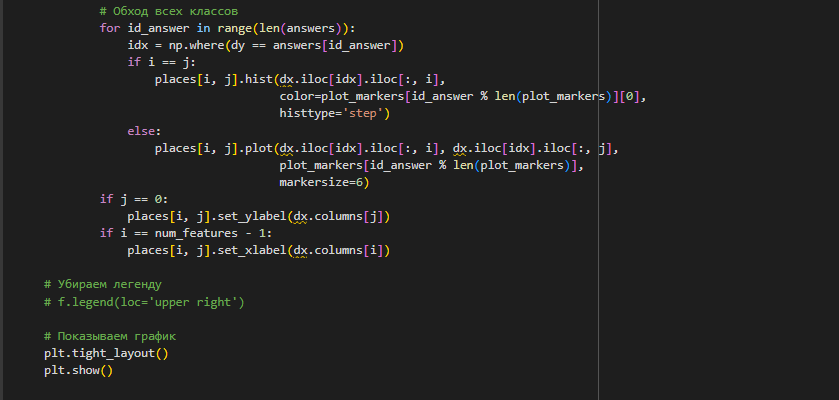 # Обход всех классов
for id_answer in range(len(answers)):
idx = np.where(dy == answers[id_answer])
if i == j:
places[i, j].hist(dx.iloc[idx].iloc[:, i],
color=plot_markers[id_answer % len(plot_markers)][0],
histtype='step')
else:
places[i, j].plot(dx.iloc[idx].iloc[:, i], dx.iloc[idx].iloc[:, j],
plot_markers[id_answer % len(plot_markers)],
markersize=6)
if j == 0:
places[i, j].set_ylabel(dx.columns[j])
if i == num_features - 1:
places[i, j].set_xlabel(dx.columns[i])
# Убираем легенду
# f.legend(loc='upper right')
# Показываем график
plt.tight_layout()
plt.show()